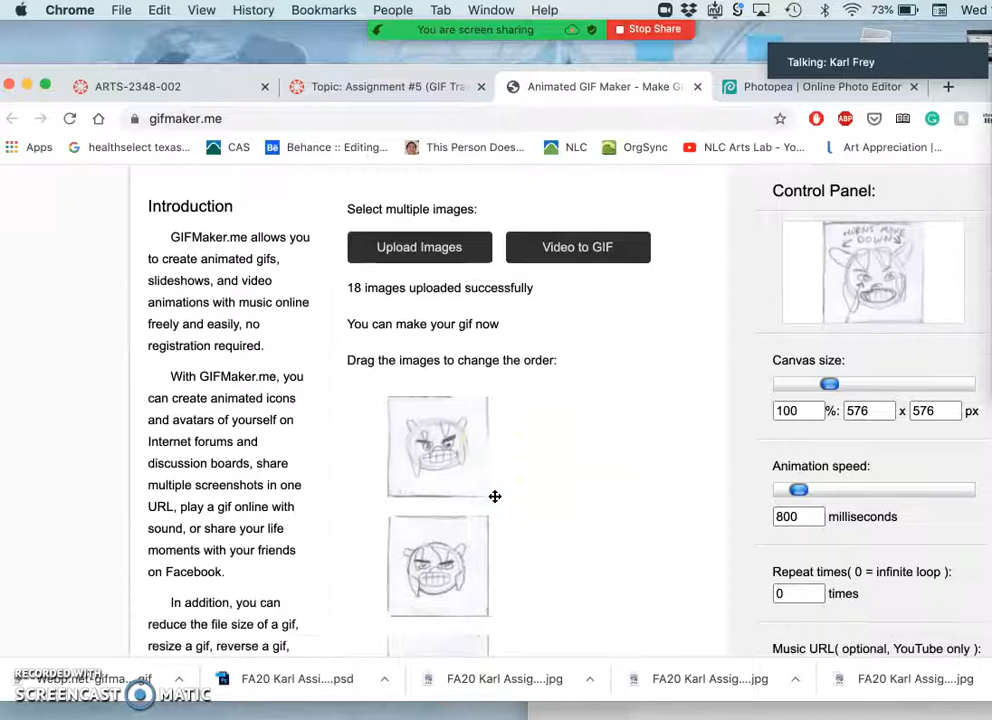 Chrome File Edit View History Bookmarks People Tab Window Help 73% Wed
You are screen sharing Stop Share
Talking: Karl Frey
ARTS-2348-002 Topic: Assignment #5 (GIF Tra Animated GIF Maker - Make G Photopea | Online Photo Editor
gifmaker.me
Apps healthselect texas... CAS Behance :: Editing... This Person Does... NLC OrgSync NLC Arts Lab - Yo... Art Appreciation |...
Introduction
GIFMaker.me allows you
to create animated gifs,
slideshows, and video
animations with music online
freely and easily, no
registration required.
With GIFMaker.me, you
can create animated icons
and avatars of yourself on
Internet forums and
discussion boards, share
multiple screenshots in one
URL, play a gif online with
sound, or share your life
moments with your friends
on Facebook.
In addition, you can
reduce the file size of a gif,
resize a gif, reverse a gif,
Select multiple images:
Upload Images Video to GIF
18 images uploaded successfully
You can make your gif now
Drag the images to change the order:
Control Panel:
HORNS MOVE
DOWN
Canvas size:
100 %: 576 x 576 px
Animation speed:
800 milliseconds
Repeat times( 0 = infinite loop ):
0 times
Music URL( optional, YouTube only ):
Webp.net-gifma....gif FA20 Karl Assi....psd FA20 Karl Assig....jpg FA20 Karl Assig....jpg FA20 Karl Assig....jpg
RECORDED WITH
SCREENCAST MATIC